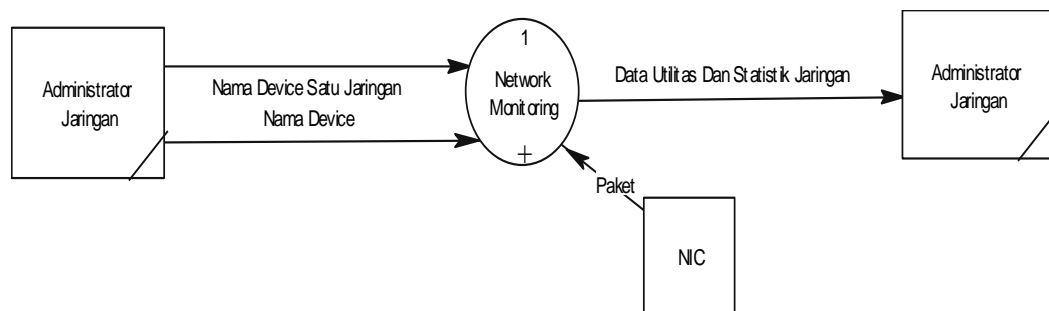 Administrator
Jaringan
Nama Device Satu Jaringan
Nama Device
1
Network
Monitoring
+
Data Utilitas Dan Statistik Jaringan
Administrator
Jaringan
Paket
NIC